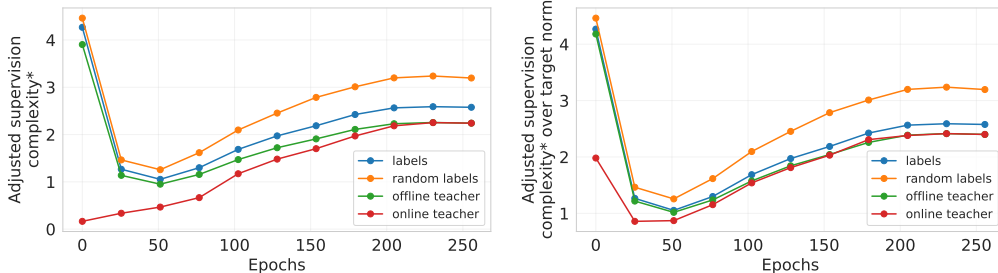 Adjusted supervision
complexity*
4
3
2
1
0
0
50
100
150
200
250
Epochs
labels
random labels
offline teacher
online teacher
Adjusted supervision
complexity* over target norm
4
3
2
1
0
50
100
150
200
250
Epochs
labels
random labels
offline teacher
online teacher